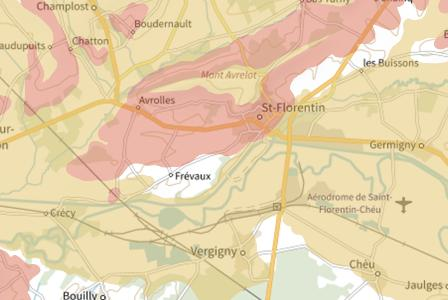 Champlost
Boudernault
Chatton
les Buissons
Mont Avrelot
Avrolles
St-Florentin
Germigny
Frévaux
Aérodrome de Saint-
Florentin-Chéu
Crécy
Vergigny
Chéu
Jaulges
Bouilly